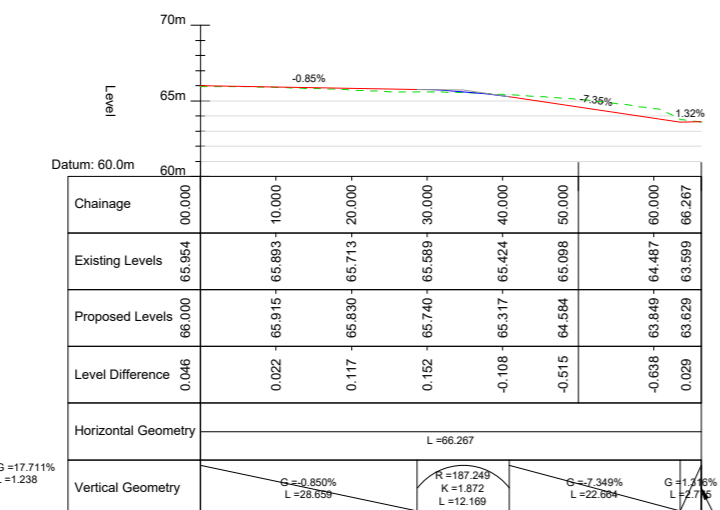 70m
-0.85%
Level
65m
-7.35%
1.32%
Datum: 60.0m
60m
Chainage 00.000 10.000 20.000 30.000 40.000 50.000 60.000 66.267
Existing Levels 65.954 65.893 65.713 65.589 65.424 65.098 64.487 63.599
Proposed Levels 66.000 65.915 65.830 65.740 65.317 64.584 63.849 63.629
Level Difference 0.046 0.022 0.117 0.152 -0.108 -0.515 -0.638 0.029
Horizontal Geometry
L =66.267
G =17.711%
L =1.238
Vertical Geometry
G =-0.850%
L =28.659
R =187.249
K =1.872
L =12.169
G =-7.349%
L =22.664
G =1.316%
L =2.775